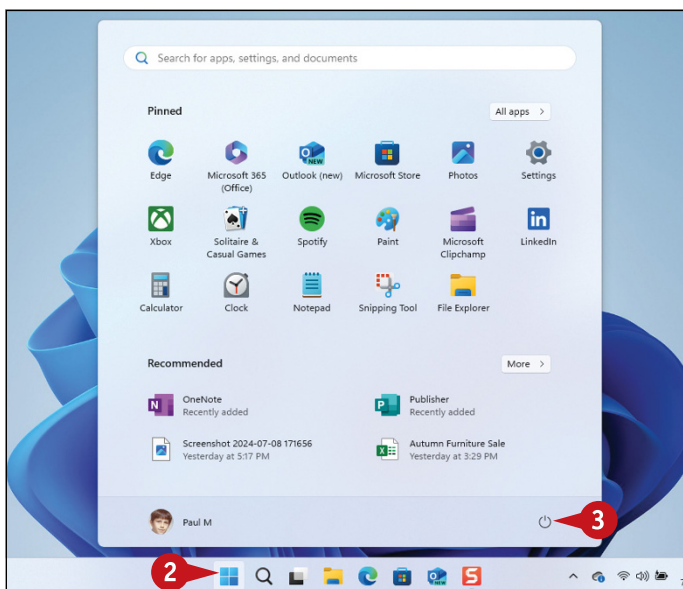 Search for apps, settings, and documents
Pinned
All apps >
Edge
Microsoft 365
(Office)
Outlook (new)
Microsoft Store
Photos
Settings
Xbox
Solitaire &
Casual Games
Spotify
Paint
Microsoft
Clipchamp
LinkedIn
Calculator
Clock
Notepad
Snipping Tool
File Explorer
Recommended
More >
OneNote
Recently added
Publisher
Recently added
Screenshot 2024-07-08 171656
Yesterday at 5:17 PM
Autumn Furniture Sale
Yesterday at 3:29 PM
Paul M
3
2